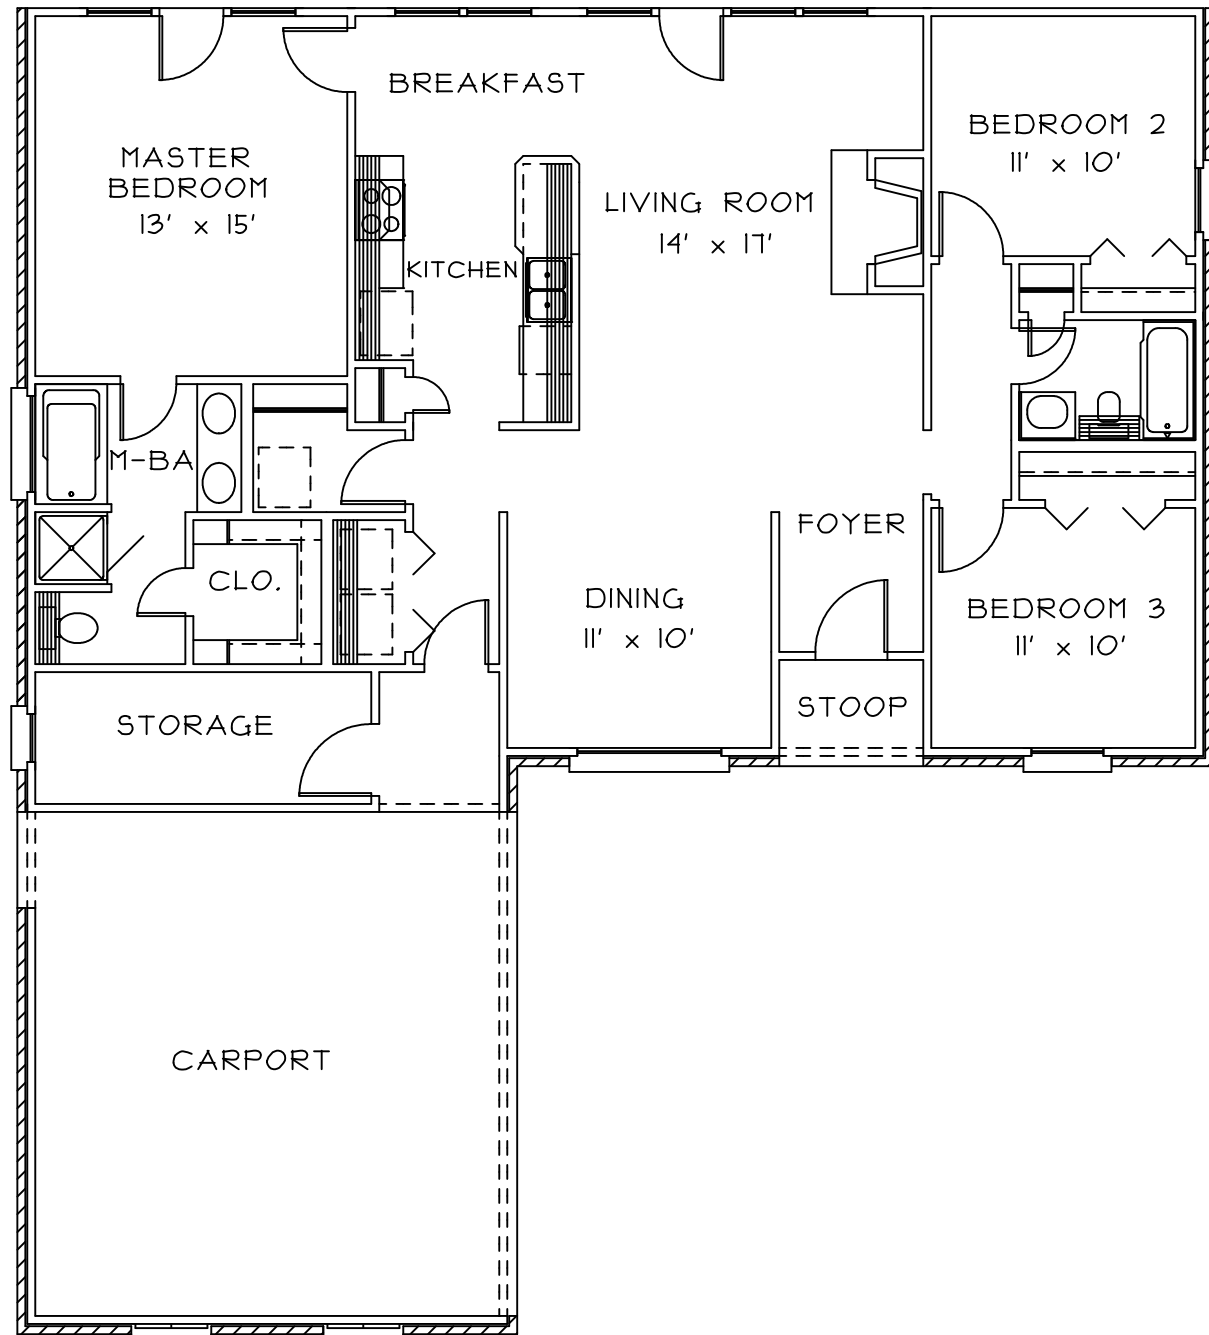 BREAKFAST
MASTER
BEDROOM
13' x 15'
BEDROOM 2
11' x 10'
LIVING ROOM
14' x 17'
KITCHEN
M-BA
FOYER
CLO.
DINING
11' x 10'
BEDROOM 3
11' x 10'
STORAGE
STOOP
CARPORT